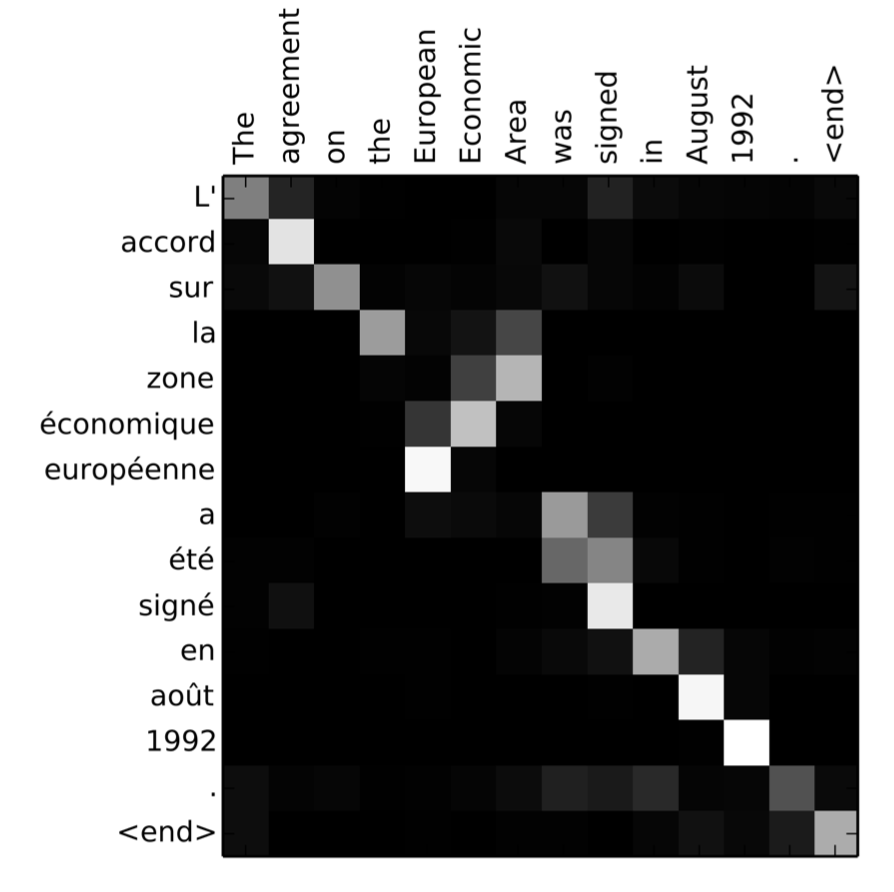 The agreement on the European Economic Area was signed in August 1992 . <end>
L'
accord
sur
la
zone
économique
européenne
a
été
signé
en
août
1992
.
<end>